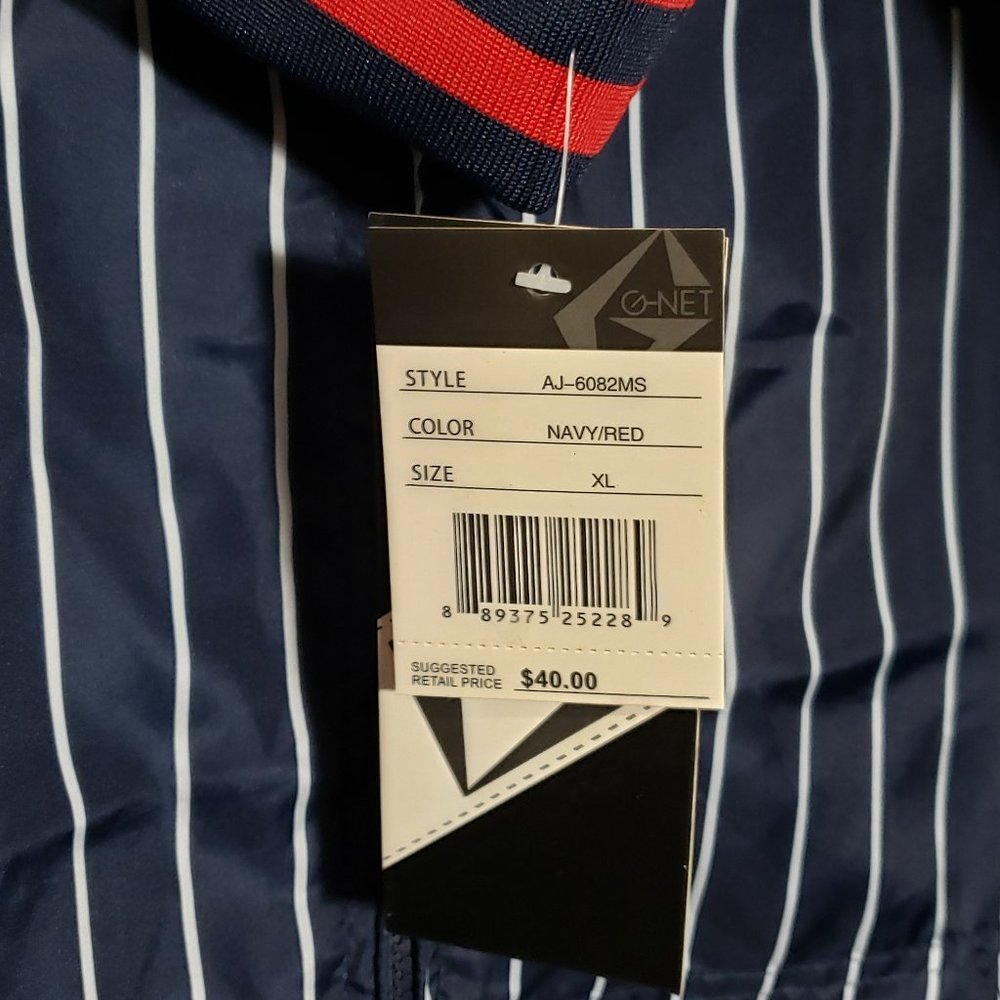 G-NET
STYLE AJ-6082MS
COLOR NAVY/RED
SIZE XL
8 89375 25228 9
SUGGESTED
RETAIL PRICE $40.00